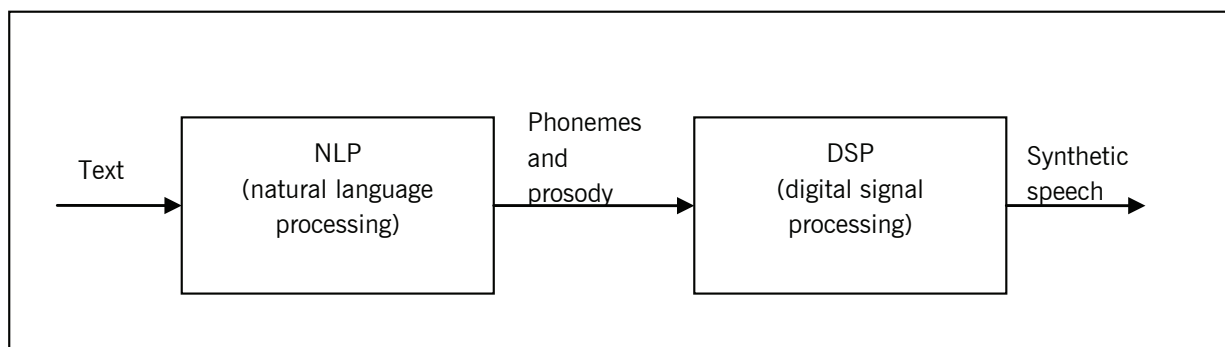 Text
NLP
(natural language
processing)
Phonemes
and
prosody
DSP
(digital signal
processing)
Synthetic
speech